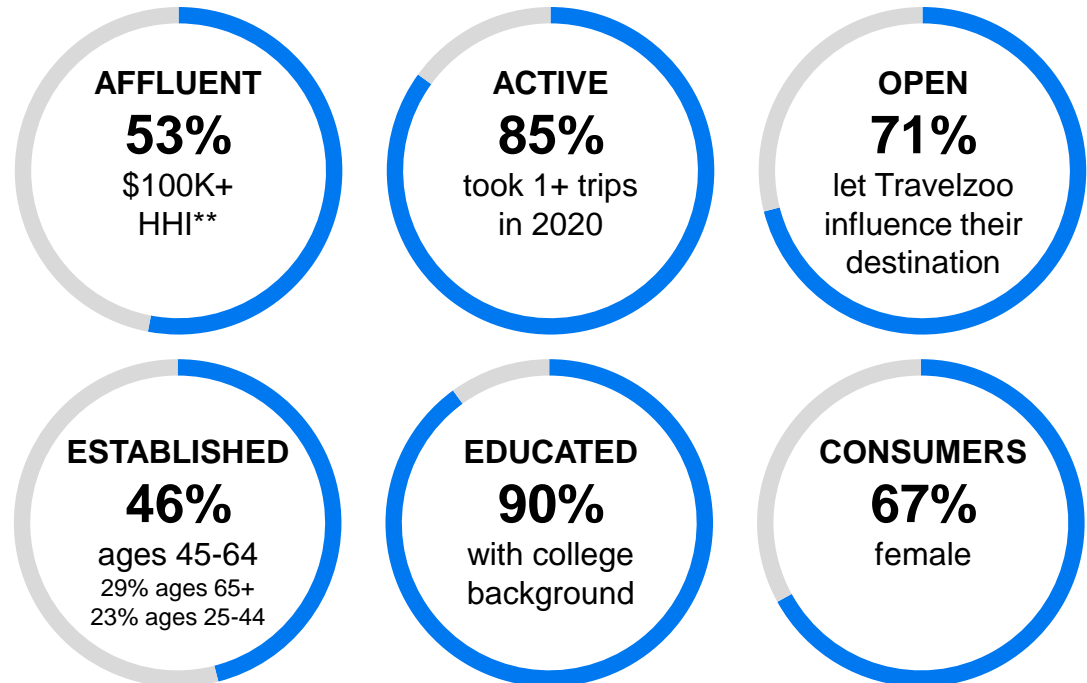 AFFLUENT
53%
$100K+
HHI**
ACTIVE
85%
took 1+ trips
in 2020
OPEN
71%
let Travelzoo
influence their
destination
ESTABLISHED
46%
ages 45-64
29% ages 65+
23% ages 25-44
EDUCATED
90%
with college
background
CONSUMERS
67%
female